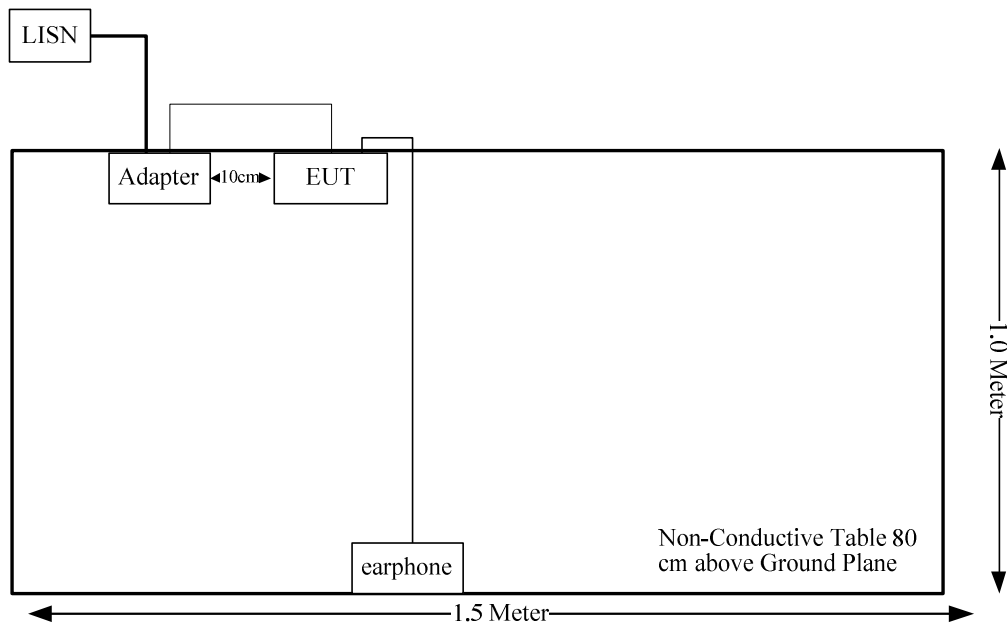 LISN
Adapter
10cm
EUT
1.0 Meter
Non-Conductive Table 80
cm above Ground Plane
earphone
1.5 Meter